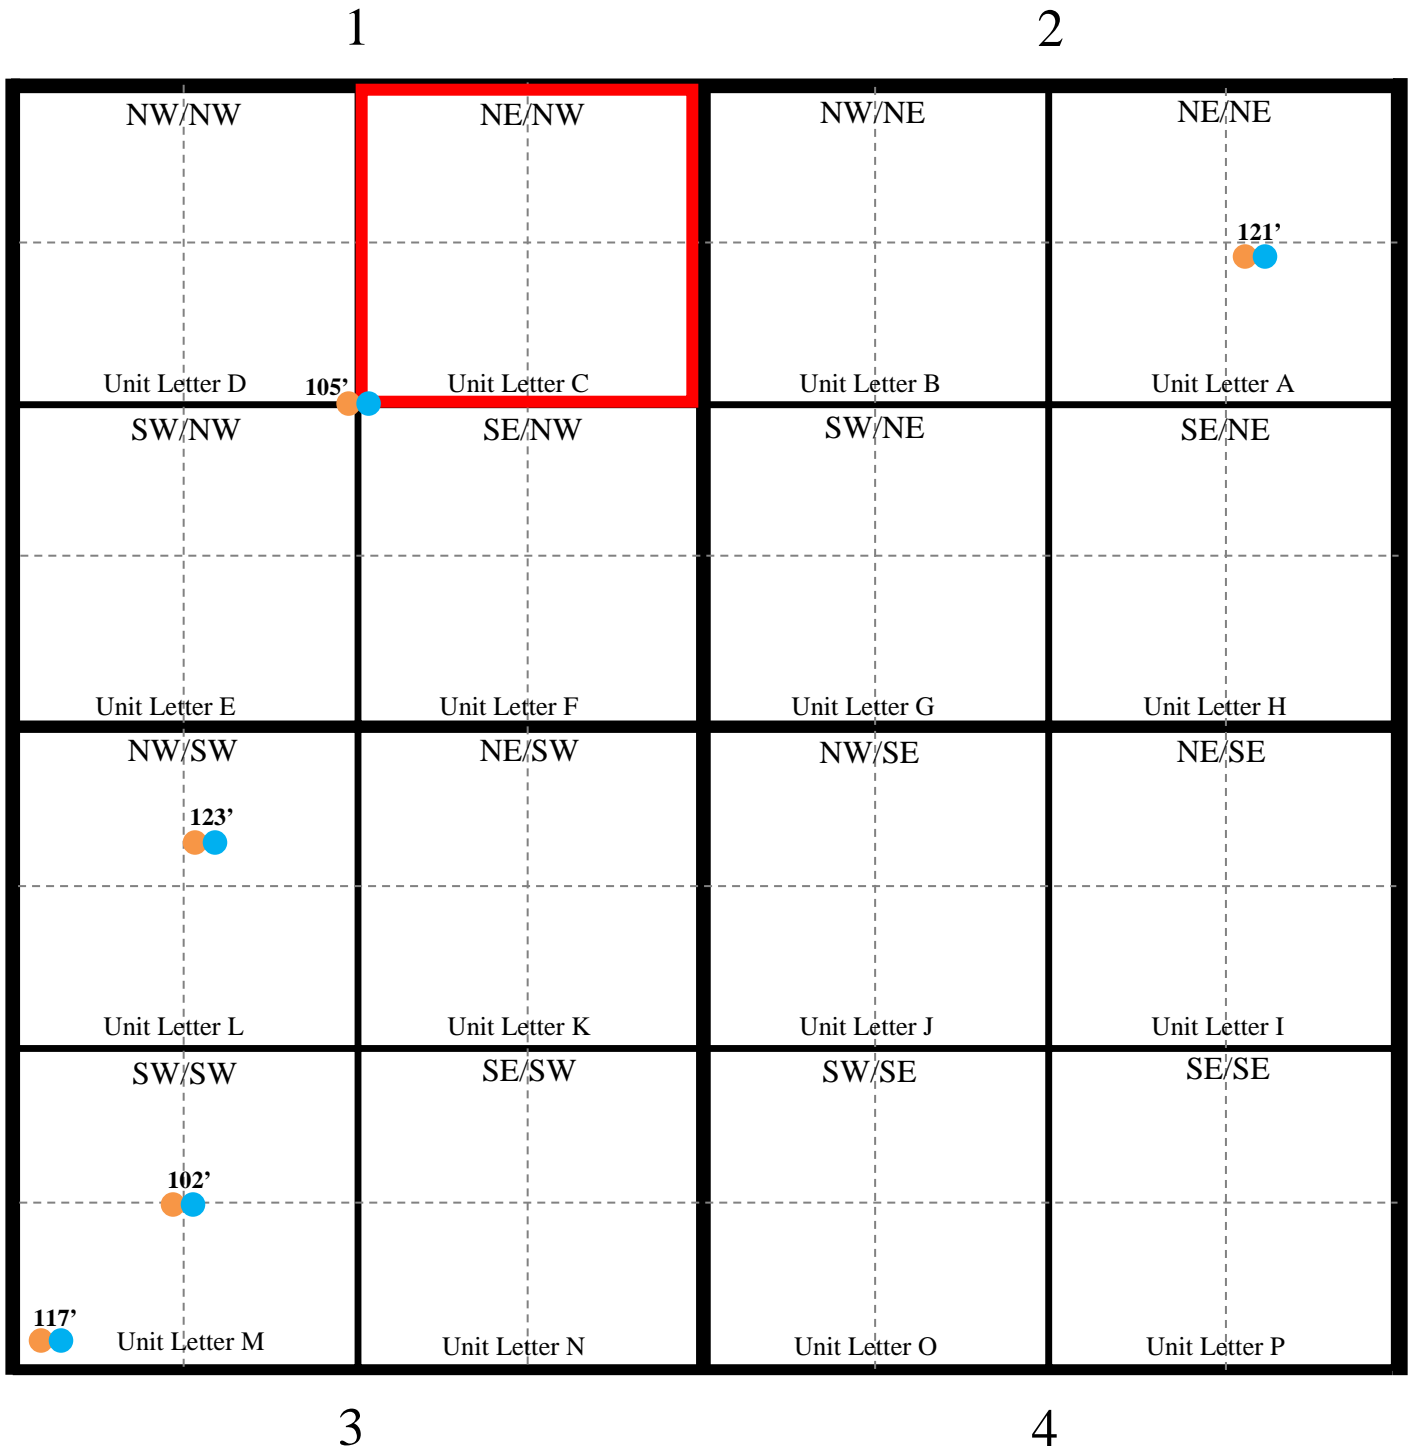 1
2
NW/NW
NE/NW
NW/NE
NE/NE
121’
Unit Letter D
105’
Unit Letter C
Unit Letter B
Unit Letter A
SW/NW
SE/NW
SW/NE
SE/NE
Unit Letter E
Unit Letter F
Unit Letter G
Unit Letter H
NW/SW
NE/SW
NW/SE
NE/SE
123’
Unit Letter L
Unit Letter K
Unit Letter J
Unit Letter I
SW/SW
SE/SW
SW/SE
SE/SE
102’
117’
Unit Letter M
Unit Letter N
Unit Letter O
Unit Letter P
3
4